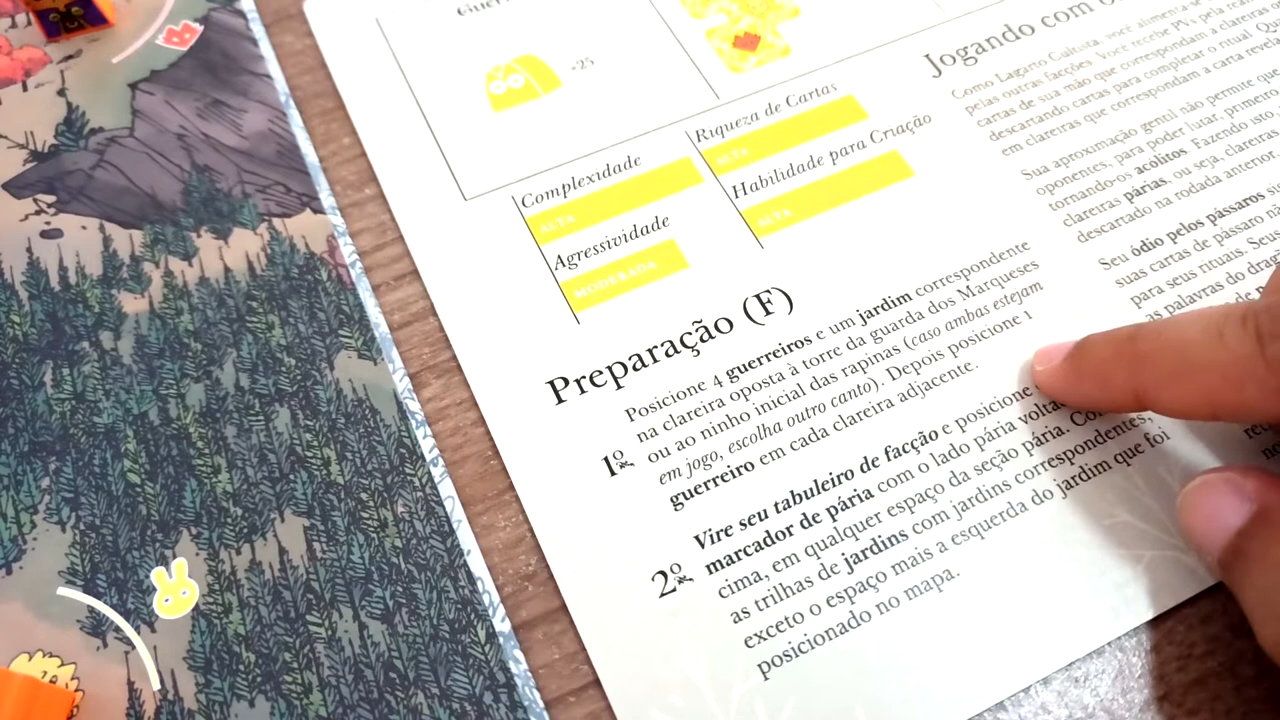 ×25
Complexidade
ALTA
Agressividade
MODERADA
Riqueza de Cartas
ALTA
Habilidade para Criação
ALTA
Preparação (F)
1º
Posicione 4 guerreiros e um jardim correspondente
na clareira oposta à torre da guarda dos Marqueses
ou ao ninho inicial das rapinas (caso ambas estejam
em jogo, escolha outro canto). Depois posicione 1
guerreiro em cada clareira adjacente.
2º
Vire seu tabuleiro de facção e posicione
marcador de pária com o lado pária
cima, em qualquer espaço da seção pária.
as trilhas de jardins com jardins correspondentes,
exceto o espaço mais a esquerda do jardim que foi
posicionado no mapa.
Jogando com
Como Lagarto Cultista, você
pelas outras facções. Você recebe PVs pela
cartas de sua mão que correspondam a clareiras
descartando cartas para completar o ritual.
em clareiras que correspondam a carta
Sua aproximação gentil não permite que
oponentes, para poder lutar, primeiro
tornando-os acolitos. Fazendo isto
clareiras párias, ou seja, clareiras
descartado na rodada anterior
Seu ódio pelos pássaros
suas cartas de pássaro
para seus rituais. Seus
as palavras do